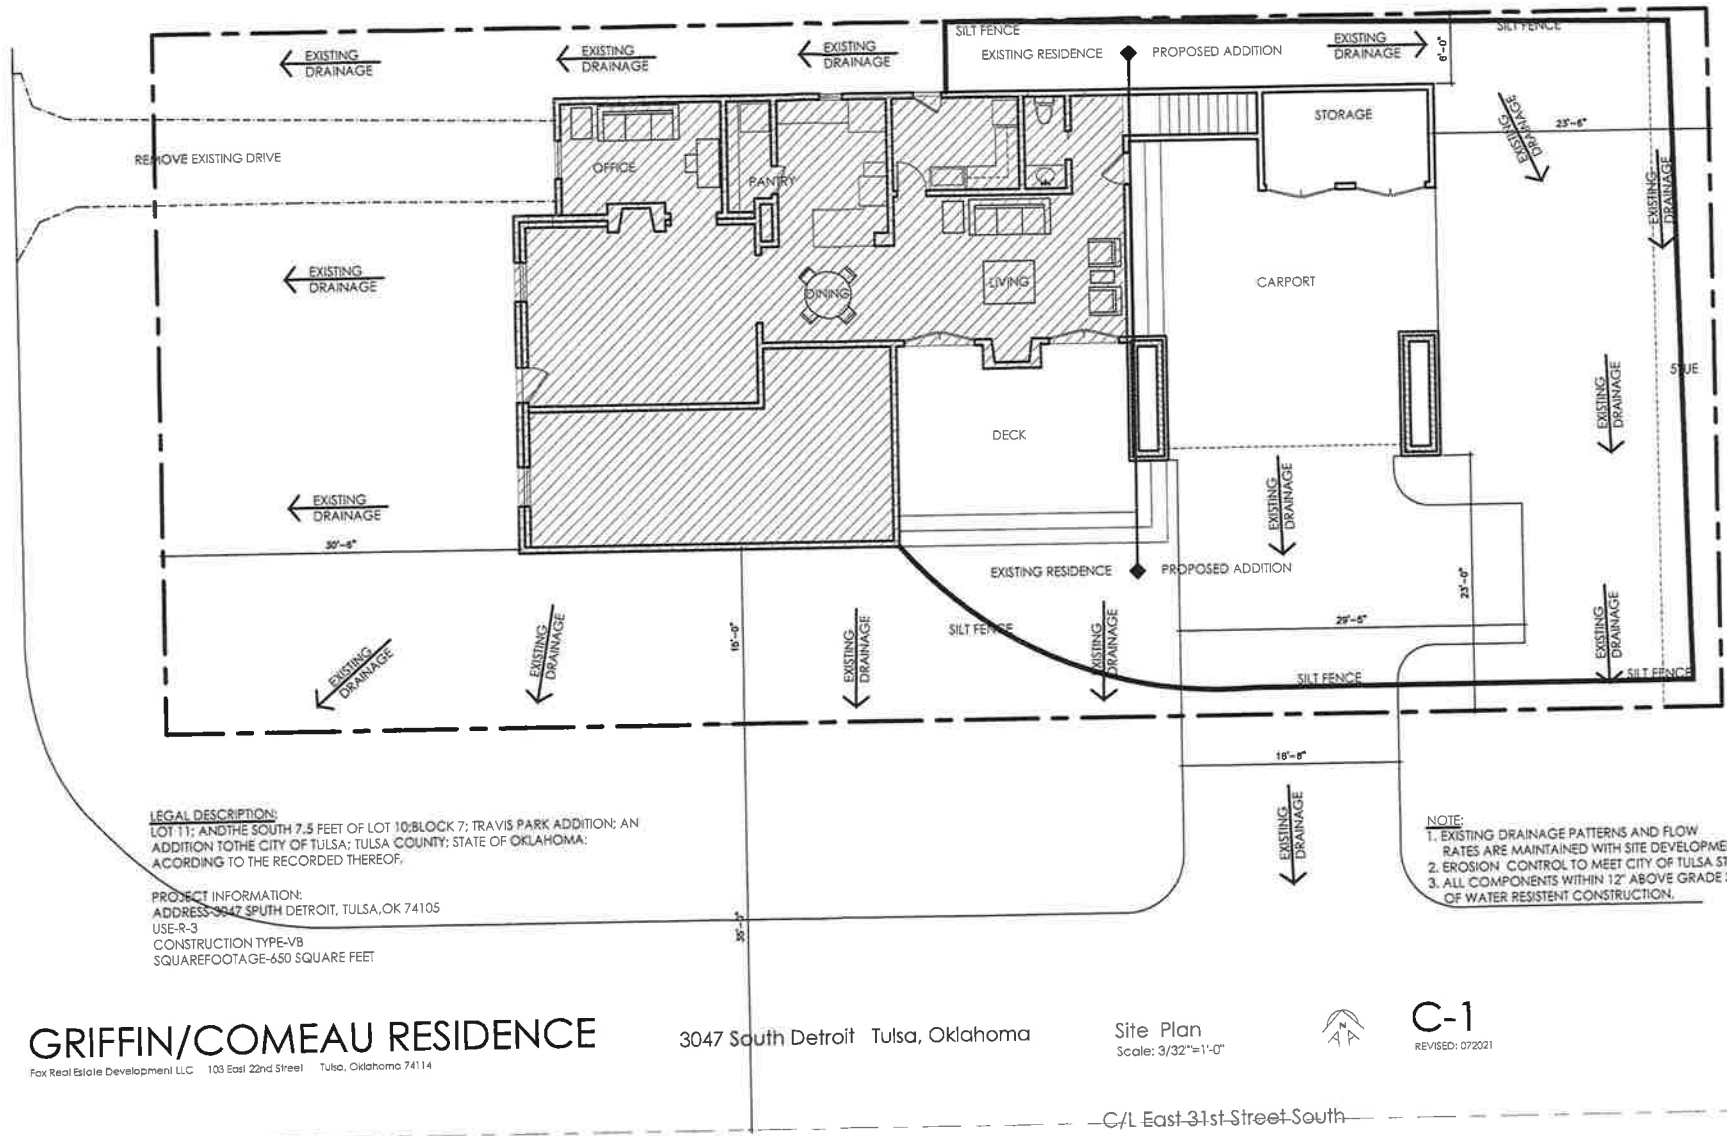 SILT FENCE
SILT FENCE
EXISTING RESIDENCE
PROPOSED ADDITION
EXISTING
DRAINAGE
EXISTING
DRAINAGE
EXISTING
DRAINAGE
EXISTING
DRAINAGE
6'-0"
STORAGE
23'-6"
EXISTING
DRAINAGE
EXISTING
DRAINAGE
REMOVE EXISTING DRIVE
OFFICE
PANTRY
EXISTING
DRAINAGE
DINING
LIVING
CARPORT
EXISTING
DRAINAGE
DECK
EXISTING
DRAINAGE
EXISTING
DRAINAGE
30'-6"
EXISTING RESIDENCE
PROPOSED ADDITION
23'-0"
29'-5"
EXISTING
DRAINAGE
SILT FENCE
15'-0"
EXISTING
DRAINAGE
EXISTING
DRAINAGE
EXISTING
DRAINAGE
EXISTING
DRAINAGE
EXISTING
DRAINAGE
SILT FENCE
SILT FENCE
18'-8"
EXISTING
DRAINAGE
LEGAL DESCRIPTION:
LOT 11; ANDTHE SOUTH 7.5 FEET OF LOT 10;BLOCK 7; TRAVIS PARK ADDITION; AN
ADDITION TOTHE CITY OF TULSA; TULSA COUNTY; STATE OF OKLAHOMA;
ACORDING TO THE RECORDED THEREOF.
PROJECT INFORMATION:
ADDRESS-3047 SPUTH DETROIT, TULSA,OK 74105
USE-R-3
CONSTRUCTION TYPE-VB
SQUAREFOOTAGE-650 SQUARE FEET
35'-0"
NOTE:
1. EXISTING DRAINAGE PATTERNS AND FLOW
RATES ARE MAINTAINED WITH SITE DEVELOPME
2. EROSION CONTROL TO MEET CITY OF TULSA ST
3. ALL COMPONENTS WITHIN 12" ABOVE GRADE
OF WATER RESISTENT CONSTRUCTION.
GRIFFIN/COMEAU RESIDENCE
Fox Real Estate Development LLC 103 East 22nd Street Tulsa, Oklahoma 74114
3047 South Detroit Tulsa, Oklahoma
Site Plan
Scale: 3/32"=1'-0"
N
C-1
REVISED: 072021
C/L East 31st Street South